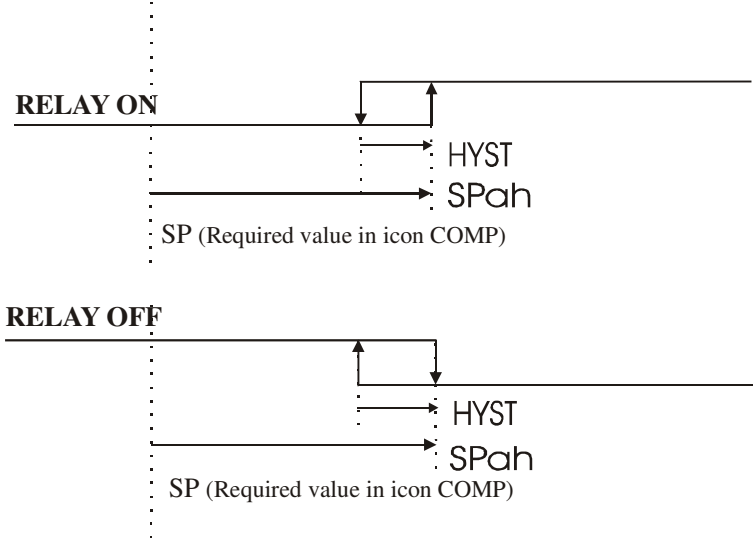 RELAY ON
HYST
SPah
SP (Required value in icon COMP)
RELAY OFF
HYST
SPah
SP (Required value in icon COMP)